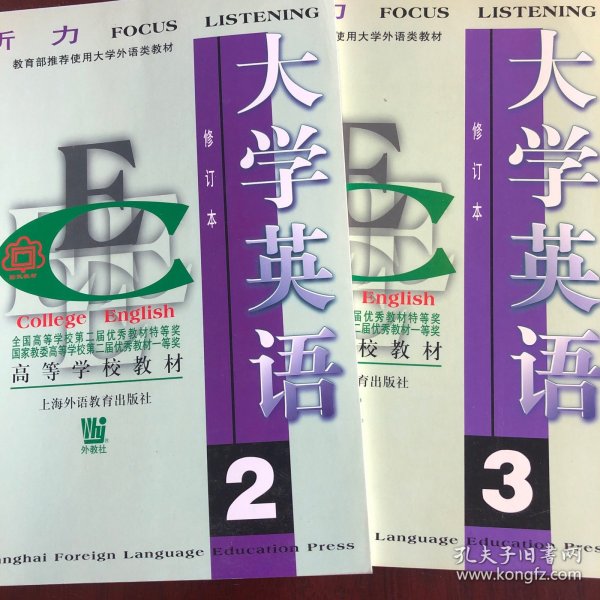 听力 FOCUS LISTENING
教育部推荐使用大学外语类教材
大学英语
修订本
E
C
College English
全国高等学校第二届优秀教材特等奖
国家教委高等学校第二届优秀教材一等奖
高等学校教材
上海外语教育出版社
Whj
外教社
2
anghai Foreign Language Education Press
力 FOCUS LISTENING
使用大学外语类教材
大学英语
修订本
C
English
届优秀教材特等奖
二届优秀教材一等奖
校教材
育出版社
3
Language Education Press
孔夫子旧书网
www.kongfz.com